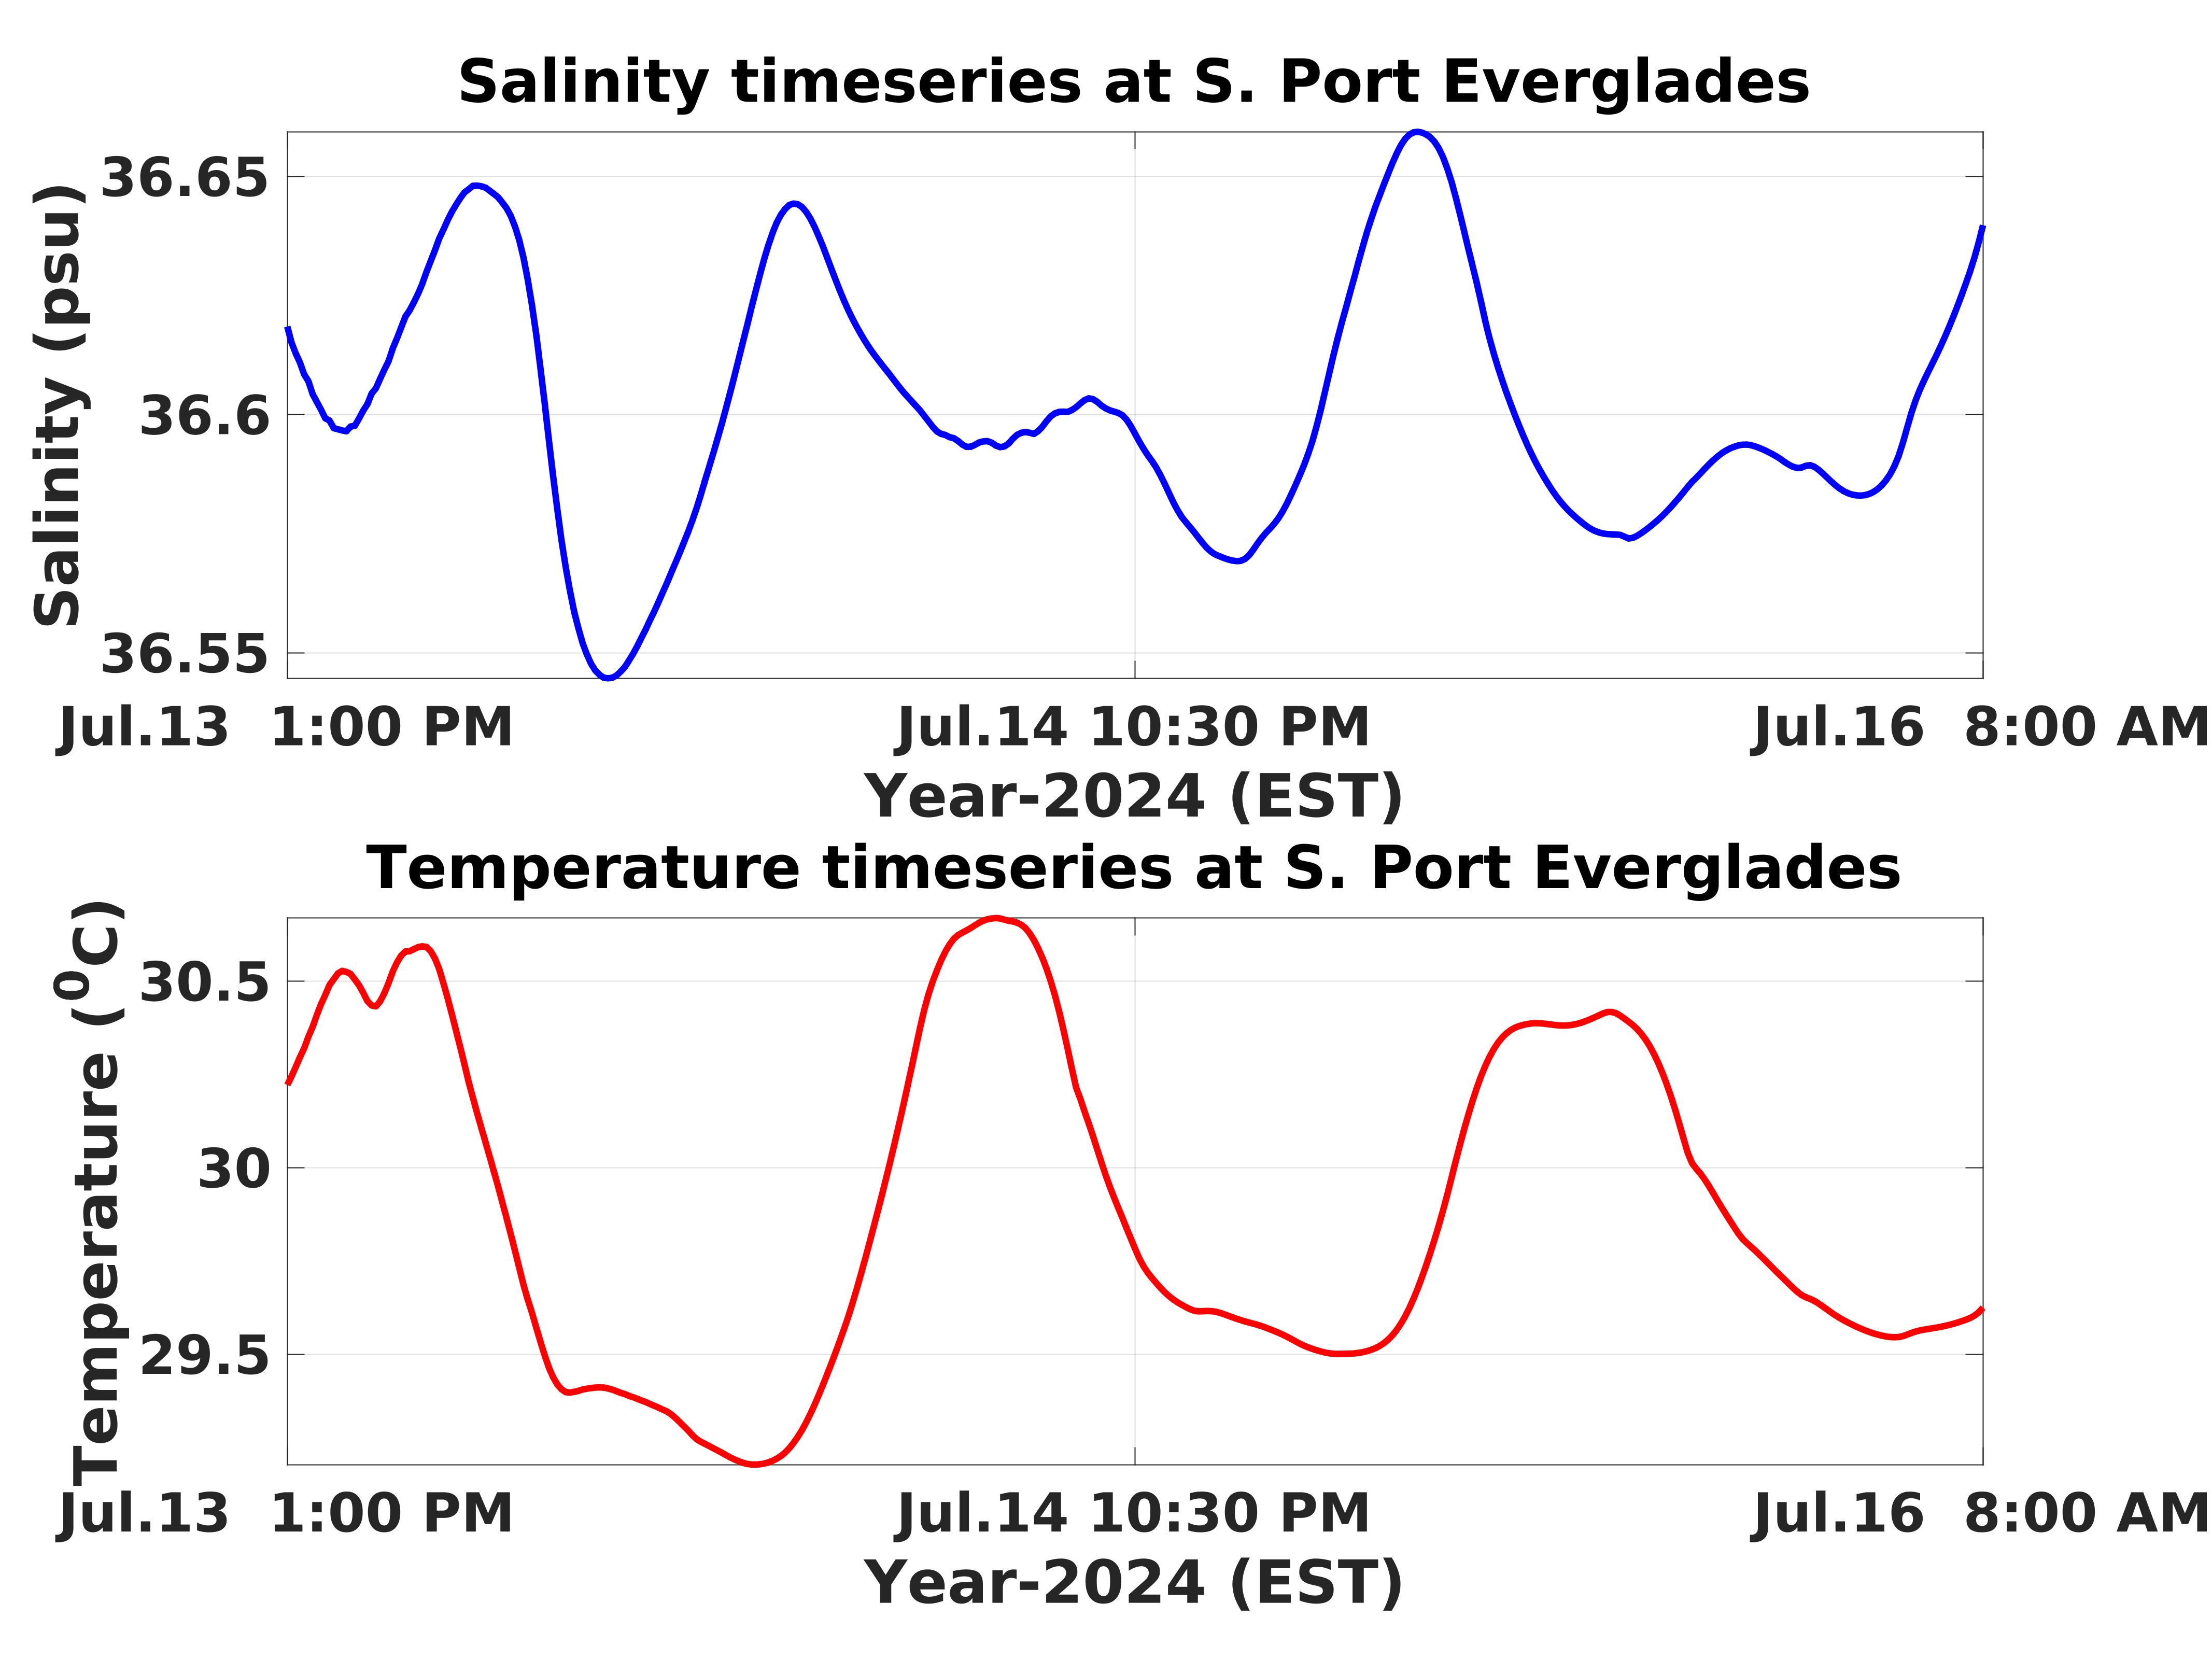 Salinity timeseries at S. Port Everglades
Salinity (psu)
36.65
36.6
36.55
Jul.13  1:00 PM
Jul.14 10:30 PM
Jul.16  8:00 AM
Year-2024 (EST)
Temperature timeseries at S. Port Everglades
Temperature (⁰C)
30.5
30
29.5
Jul.13  1:00 PM
Jul.14 10:30 PM
Jul.16  8:00 AM
Year-2024 (EST)